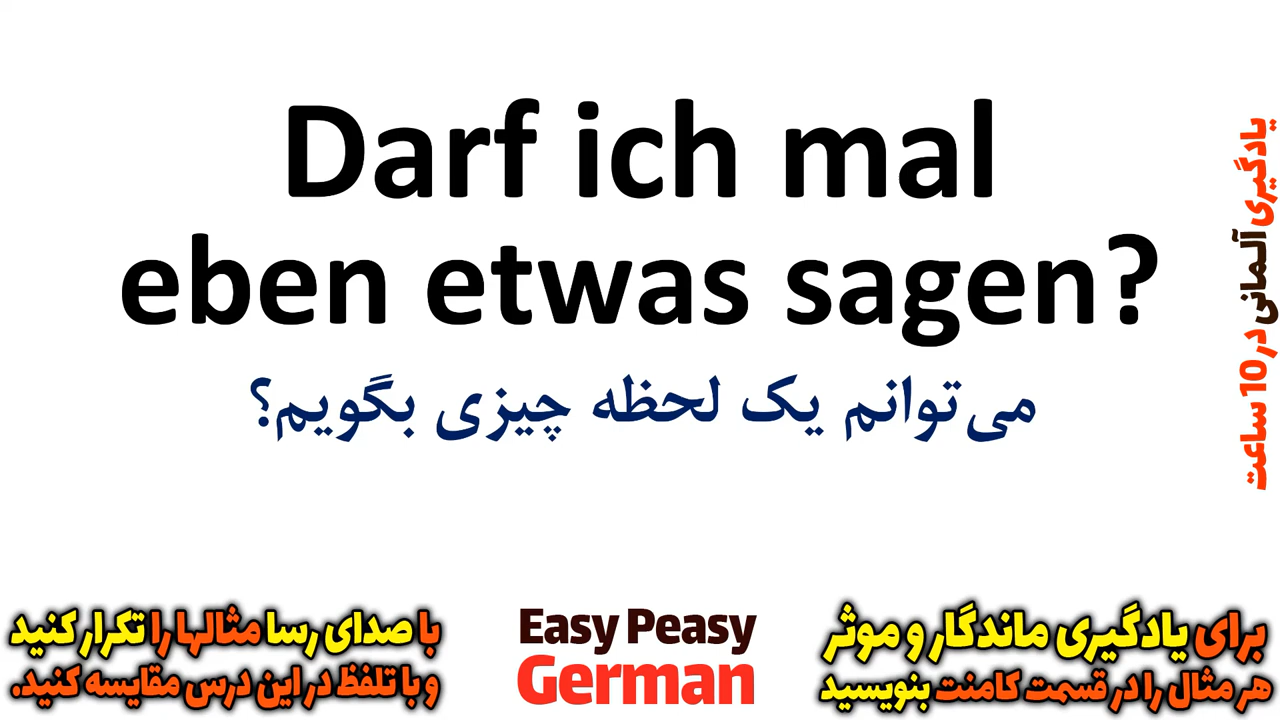 Darf ich mal
eben etwas sagen?
می‌توانم یک لحظه چیزی بگویم؟
یادگیری آلمانی در 10 ساعت
با صدای رسا مثالها را تکرار کنید
و با تلفظ در این درس مقایسه کنید.
Easy Peasy
German
برای یادگیری ماندگار و موثر
هر مثال را در قسمت کامنت بنویسید